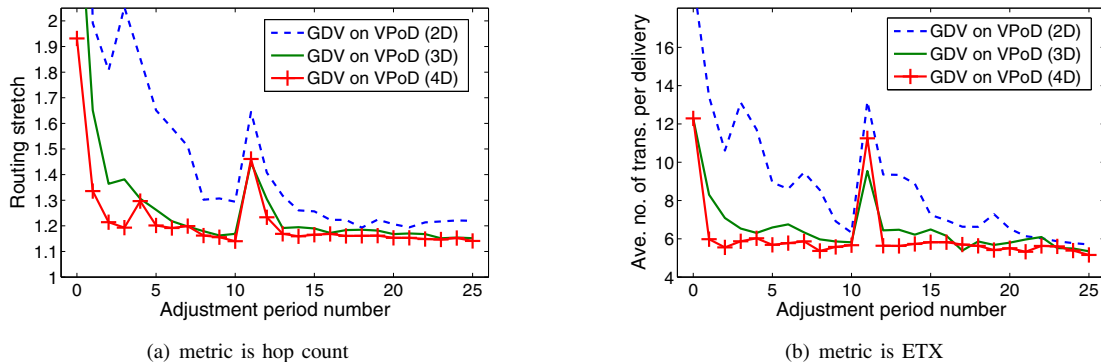 2
1.9
1.8
1.7
1.6
1.5
1.4
1.3
1.2
1.1
1
Routing stretch
GDV on VPoD (2D)
GDV on VPoD (3D)
GDV on VPoD (4D)
0 5 10 15 20 25
Adjustment period number
(a) metric is hop count
16
14
12
10
8
6
4
Ave. no. of trans. per delivery
GDV on VPoD (2D)
GDV on VPoD (3D)
GDV on VPoD (4D)
0 5 10 15 20 25
Adjustment period number
(b) metric is ETX